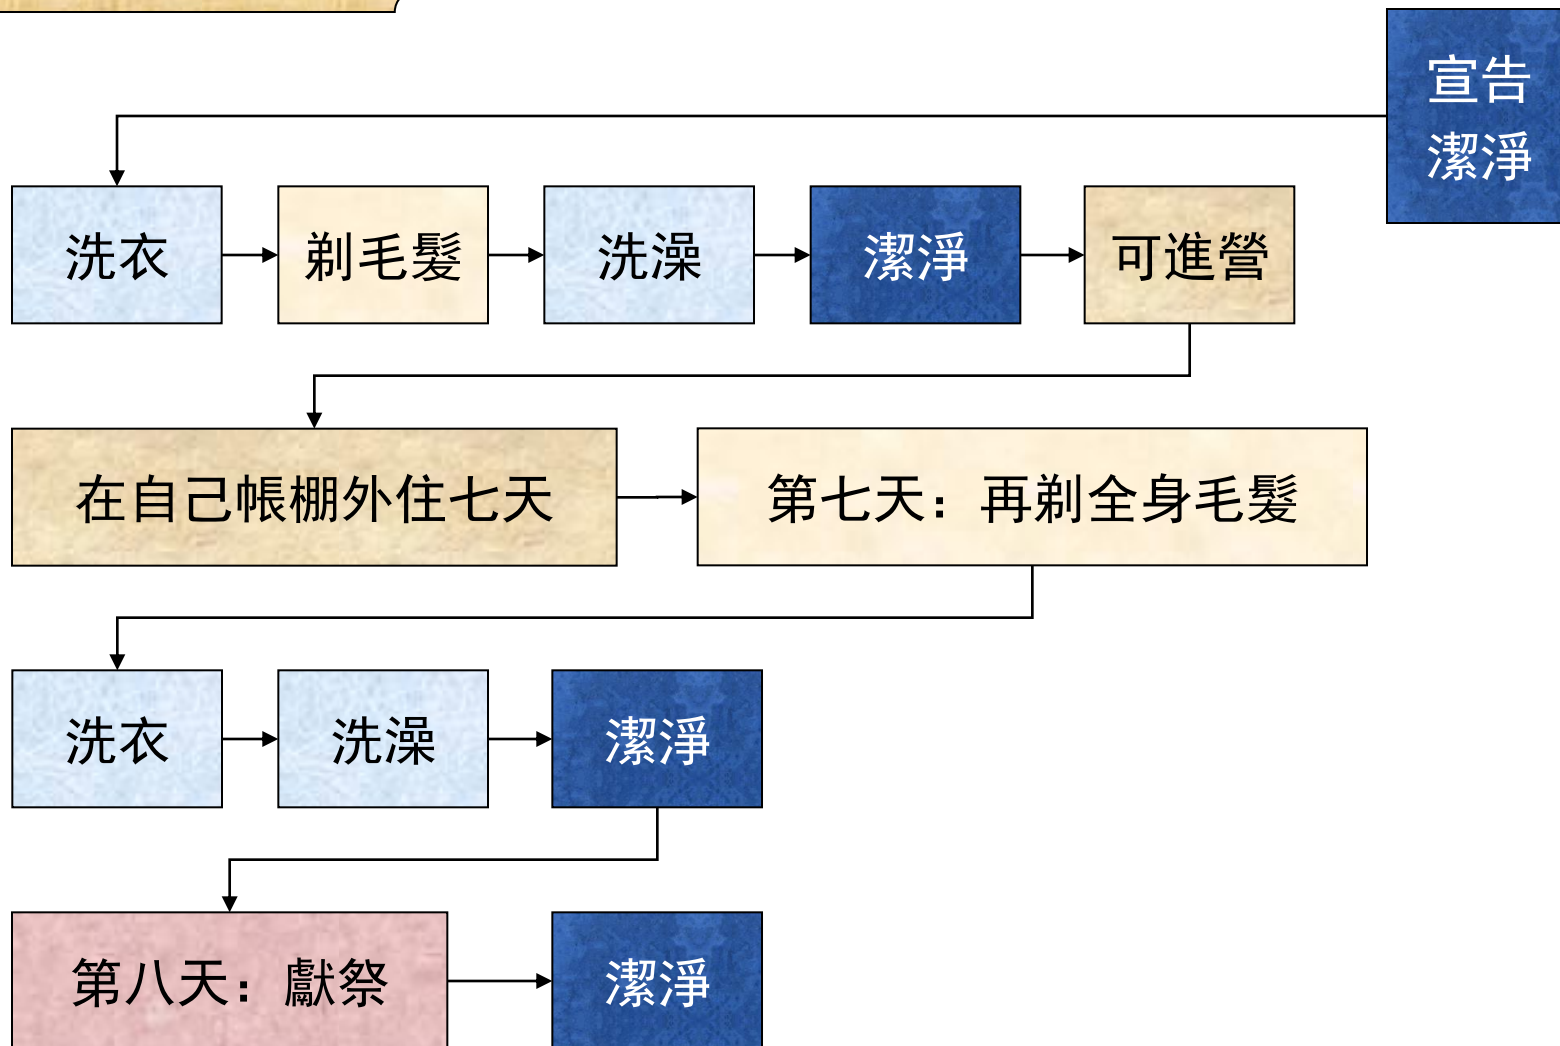 宣告
潔淨
洗衣
剃毛髮
洗澡
潔淨
可進營
在自己帳棚外住七天
第七天：再剃全身毛髮
洗衣
洗澡
潔淨
第八天：獻祭
潔淨